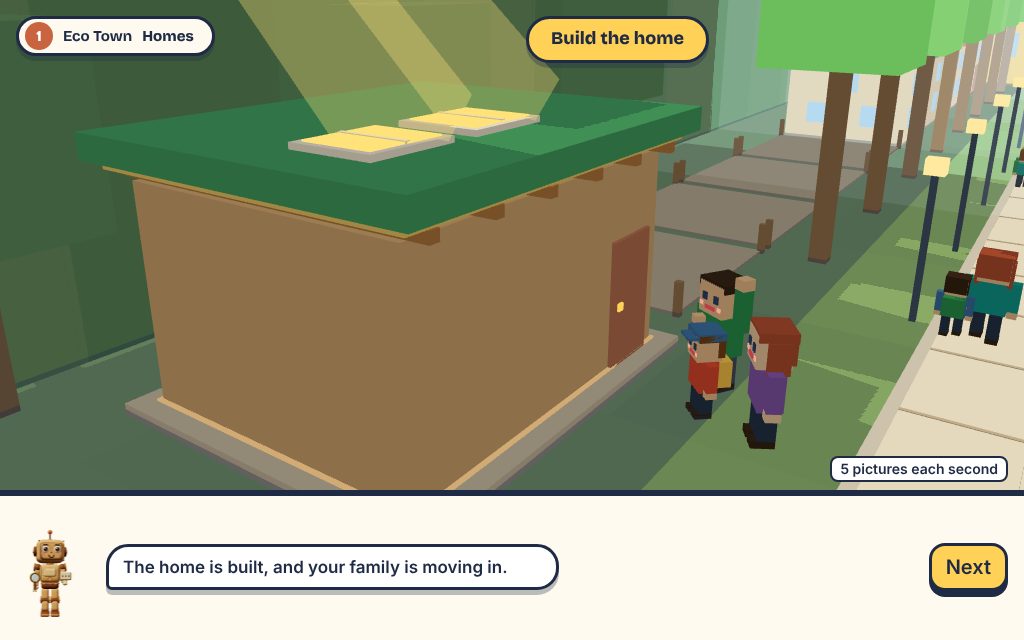 1 Eco Town Homes
Build the home
5 pictures each second
The home is built, and your family is moving in.
Next